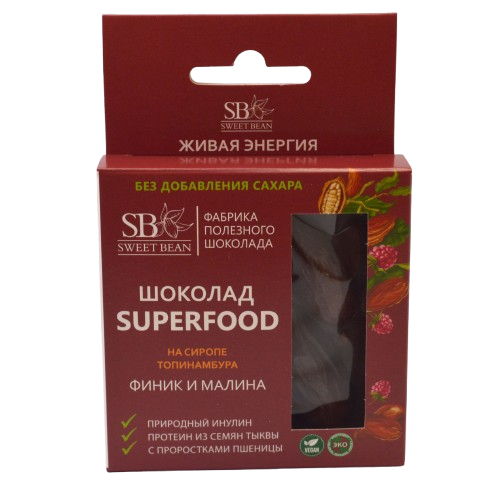 SB
SWEET BEAN
ЖИВАЯ ЭНЕРГИЯ
БЕЗ ДОБАВЛЕНИЯ САХАРА
SB
SWEET BEAN
ФАБРИКА
ПОЛЕЗНОГО
ШОКОЛАДА
ШОКОЛАД
SUPERFOOD
НА СИРОПЕ
ТОПИНАМБУРА
ФИНИК И МАЛИНА
ПРИРОДНЫЙ ИНУЛИН
ПРОТЕИН ИЗ СЕМЯН ТЫКВЫ
С ПРОРОСТКАМИ ПШЕНИЦЫ
VEGAN
ЭКО